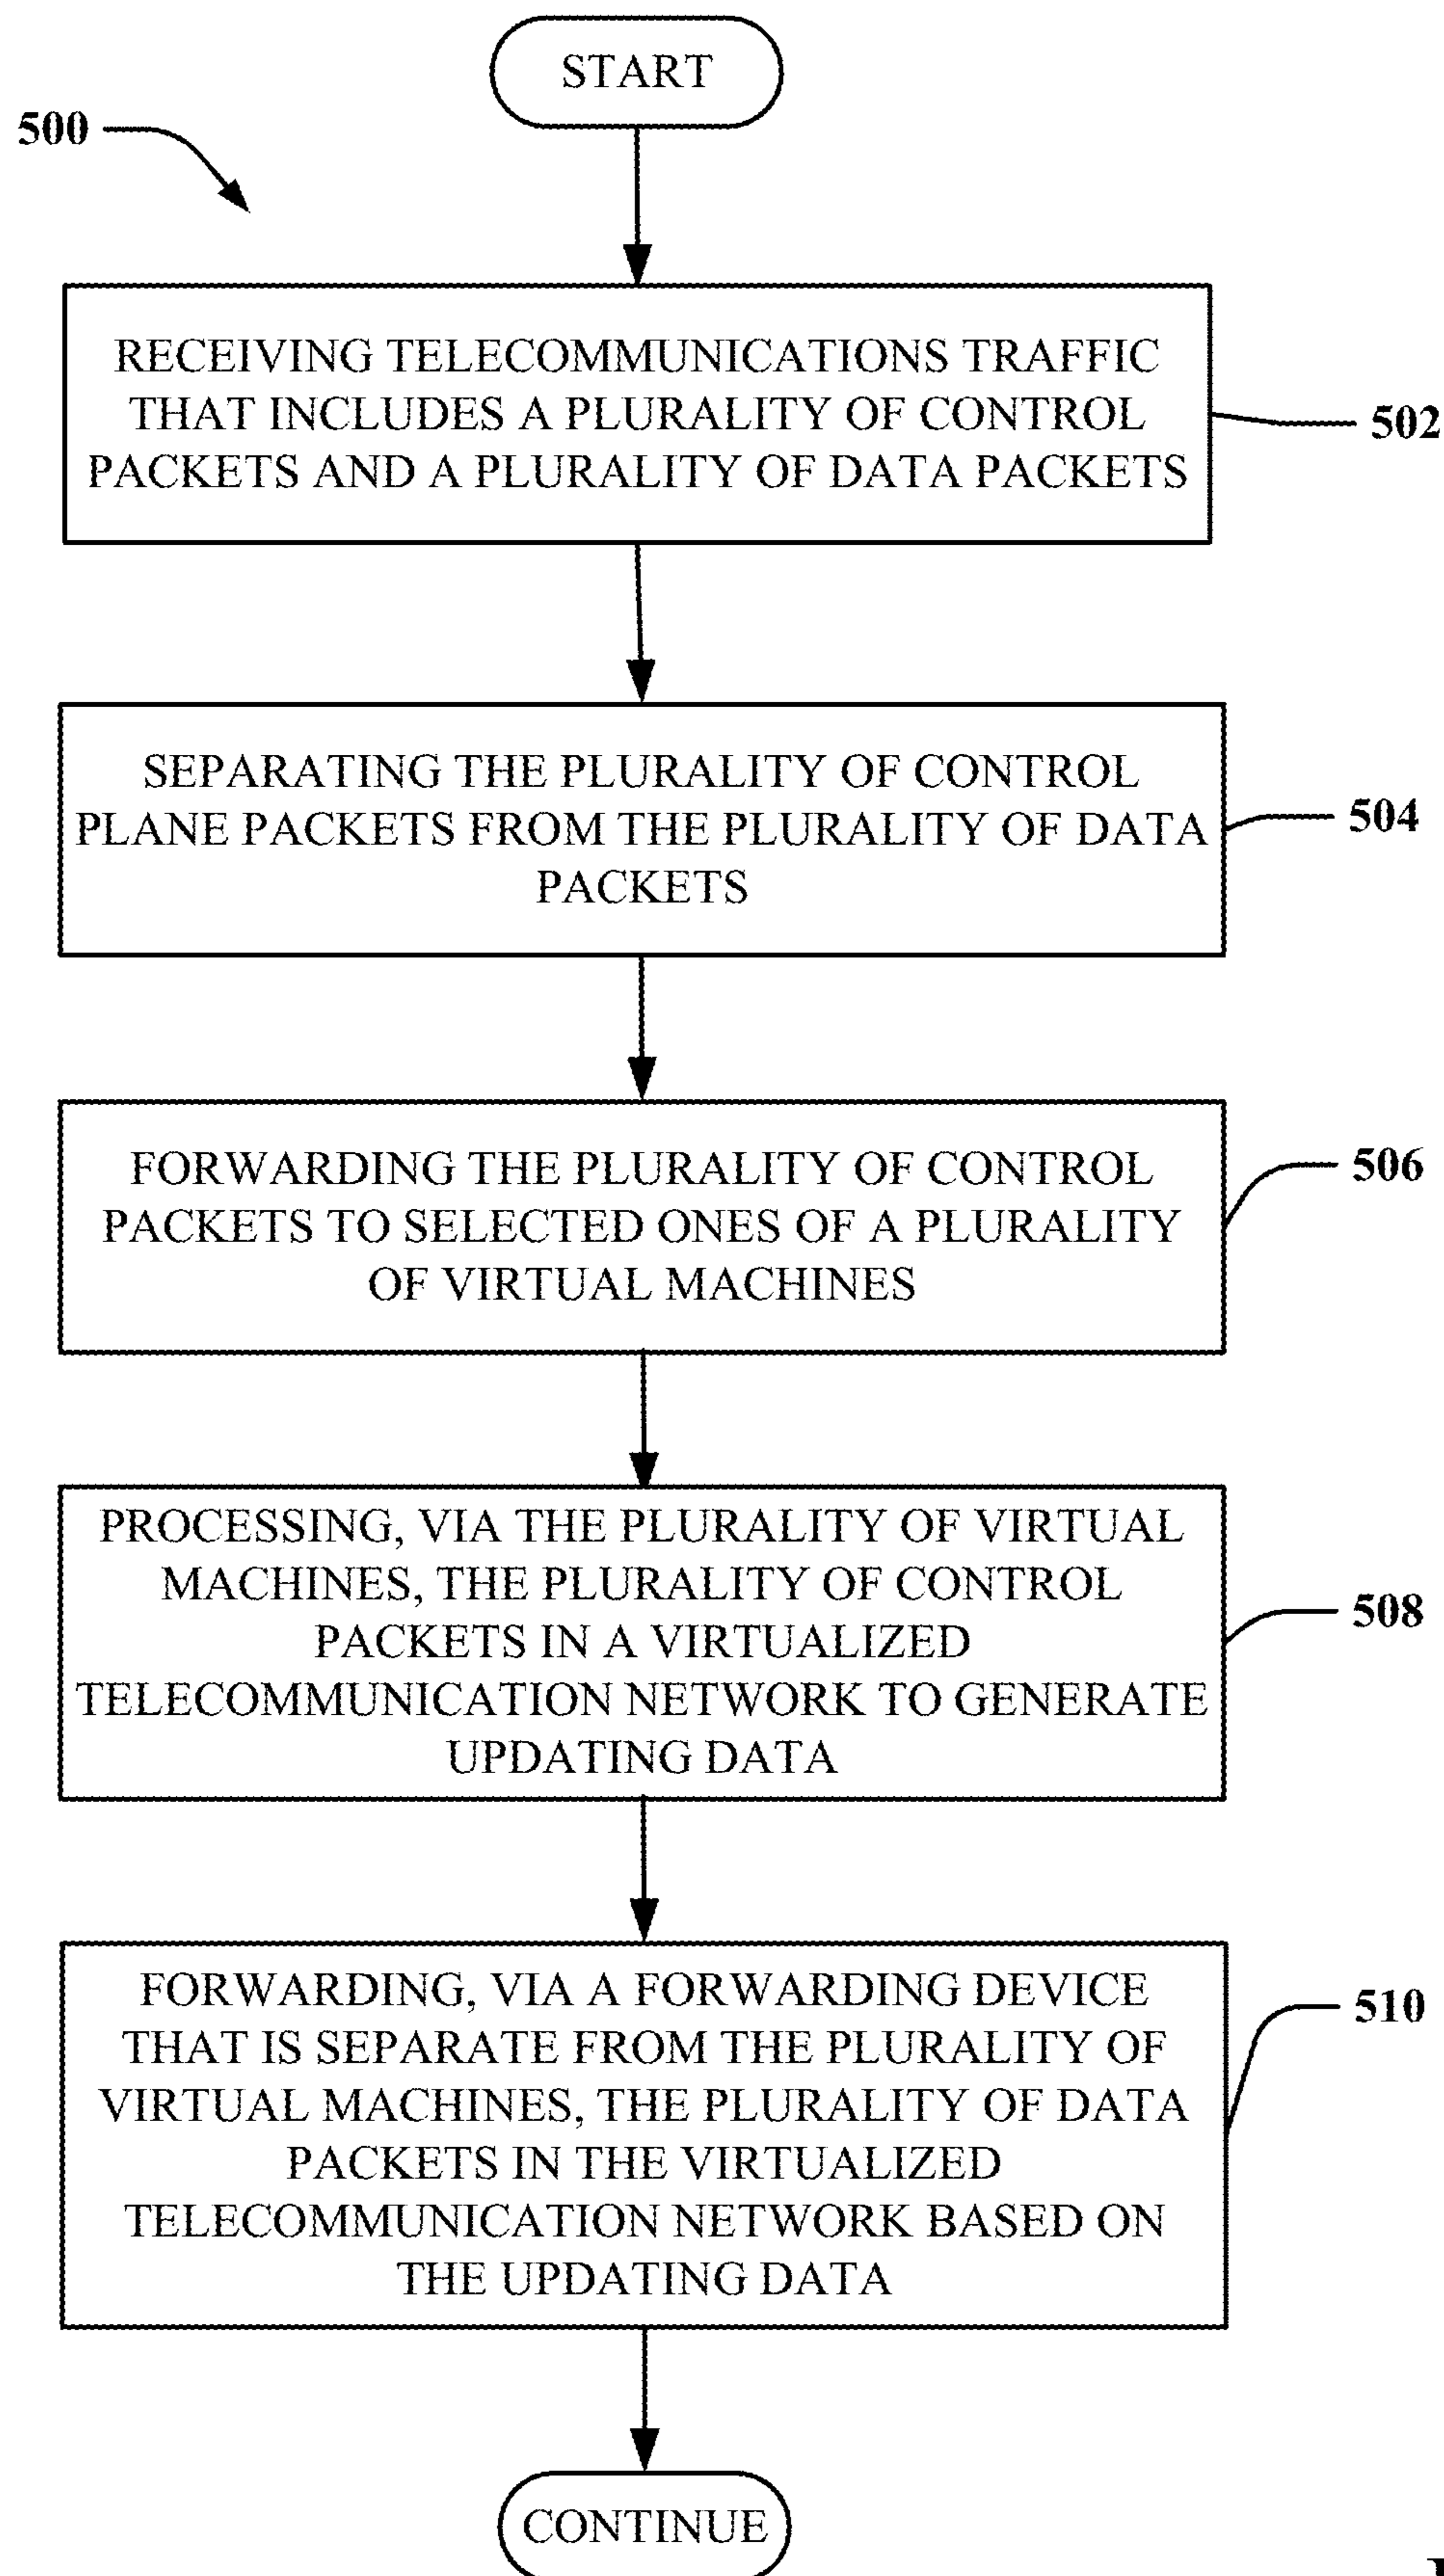 START
500
RECEIVING TELECOMMUNICATIONS TRAFFIC
THAT INCLUDES A PLURALITY OF CONTROL
PACKETS AND A PLURALITY OF DATA PACKETS
502
SEPARATING THE PLURALITY OF CONTROL
PLANE PACKETS FROM THE PLURALITY OF DATA
PACKETS
504
FORWARDING THE PLURALITY OF CONTROL
PACKETS TO SELECTED ONES OF A PLURALITY
OF VIRTUAL MACHINES
506
PROCESSING, VIA THE PLURALITY OF VIRTUAL
MACHINES, THE PLURALITY OF CONTROL
PACKETS IN A VIRTUALIZED
TELECOMMUNICATION NETWORK TO GENERATE
UPDATING DATA
508
FORWARDING, VIA A FORWARDING DEVICE
THAT IS SEPARATE FROM THE PLURALITY OF
VIRTUAL MACHINES, THE PLURALITY OF DATA
PACKETS IN THE VIRTUALIZED
TELECOMMUNICATION NETWORK BASED ON
THE UPDATING DATA
510
CONTINUE